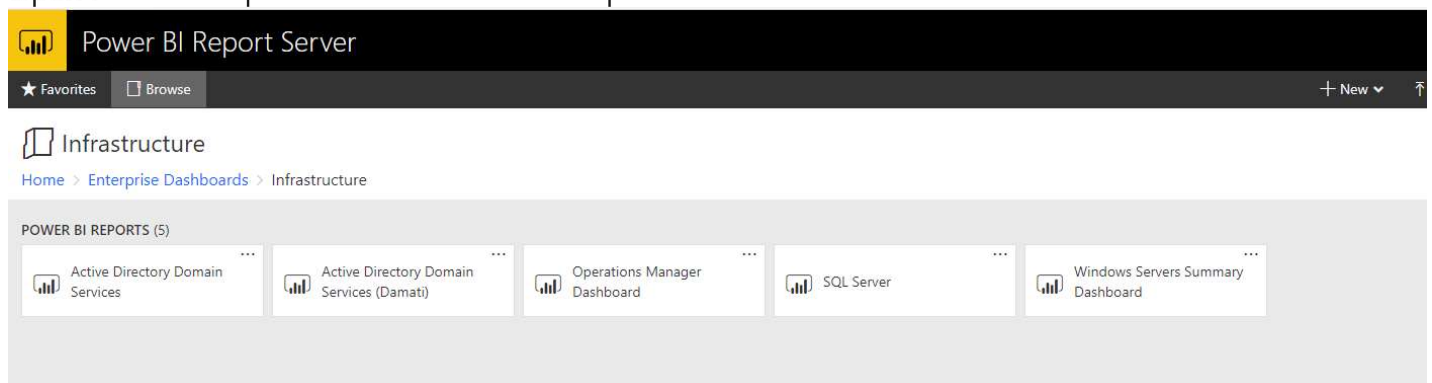 Power BI Report Server
Favorites Browse New
Infrastructure
Home > Enterprise Dashboards > Infrastructure
POWER BI REPORTS (5)
Active Directory Domain
Services
Active Directory Domain
Services (Damati)
Operations Manager
Dashboard
SQL Server
Windows Servers Summary
Dashboard